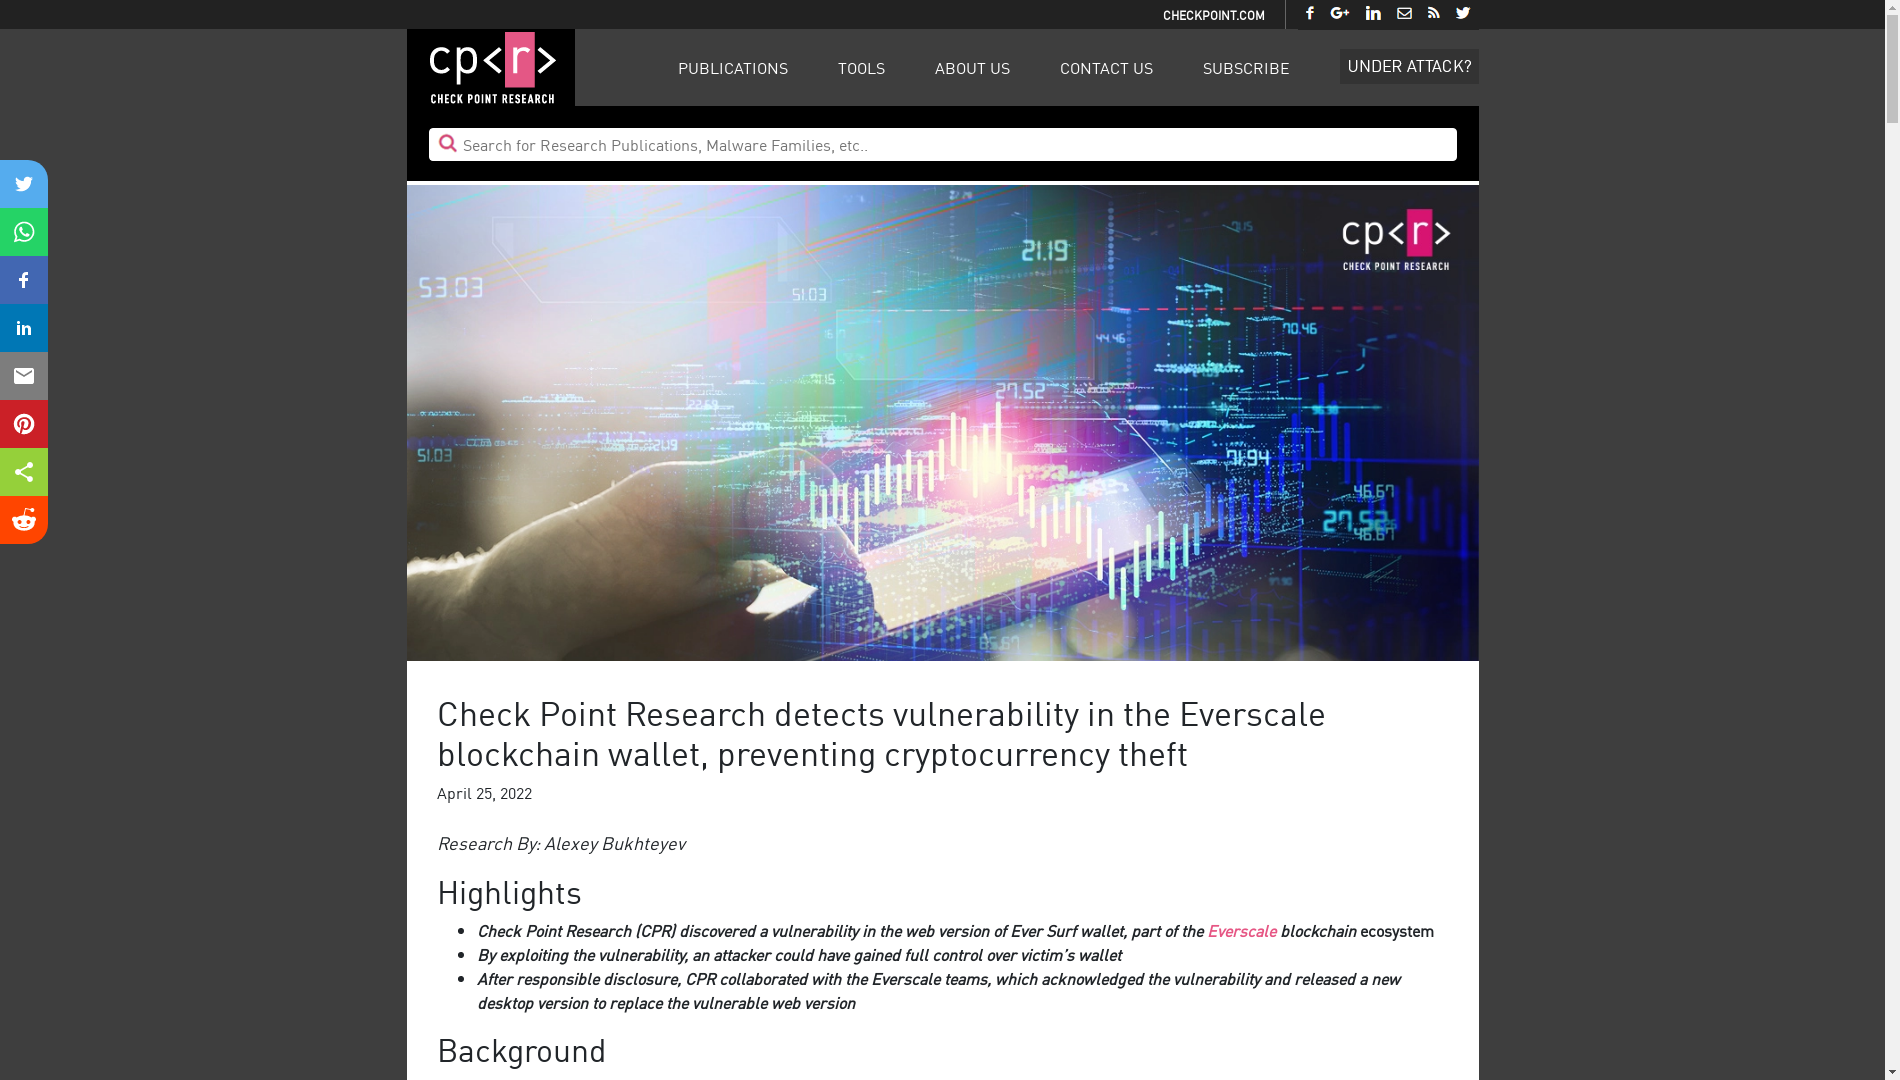 CHECKPOINT.COM
cp<r>
CHECK POINT RESEARCH
PUBLICATIONS
TOOLS
ABOUT US
CONTACT US
SUBSCRIBE
UNDER ATTACK?
Search for Research Publications, Malware Families, etc..
cp<r>
CHECK POINT RESEARCH
21.19
53.03
51.03
70.46
44.46
27.52
51.03
71.94
46.67
27.52
46.67
85.67
Check Point Research detects vulnerability in the Everscale
blockchain wallet, preventing cryptocurrency theft
April 25, 2022
Research By: Alexey Bukhteyev
Highlights
Check Point Research (CPR) discovered a vulnerability in the web version of Ever Surf wallet, part of the Everscale blockchain ecosystem
By exploiting the vulnerability, an attacker could have gained full control over victim’s wallet
After responsible disclosure, CPR collaborated with the Everscale teams, which acknowledged the vulnerability and released a new
desktop version to replace the vulnerable web version
Background